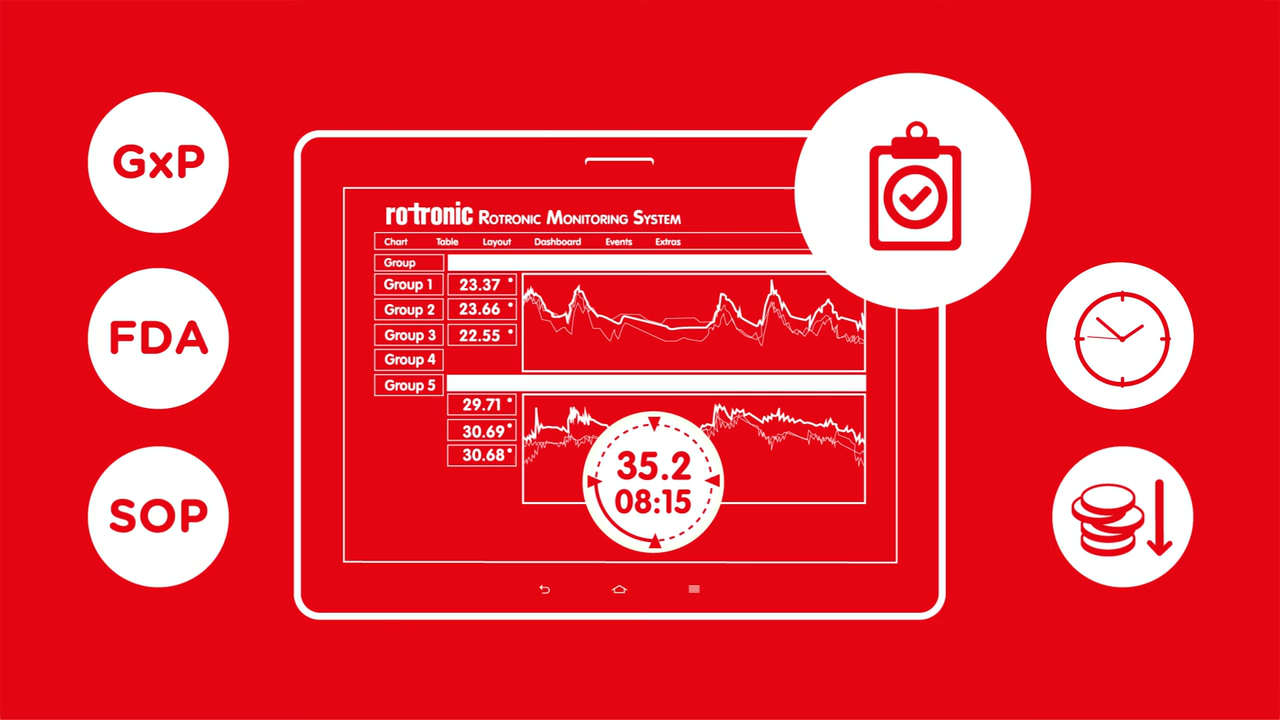 GxP
FDA
SOP
rotronic ROTRONIC MONITORING SYSTEM
Chart Table Layout Dashboard Events Extras
Group
Group 1 23.37 °
Group 2 23.66 °
Group 3 22.55 °
Group 4
Group 5
29.71 °
30.69°
30.68°
35.2
08:15